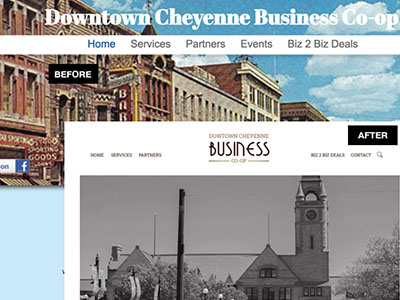 Downtown Cheyenne Business Co-op
Home Services Partners Events Biz 2 Biz Deals
BEFORE
SPORTING
GOODS
AFTER
DOWTOWN CHEYENNE
BUSINESS
CO-OP
HOME SERVICES PARTNERS BIZ 2 BIZ DEALS CONTACT
on
f